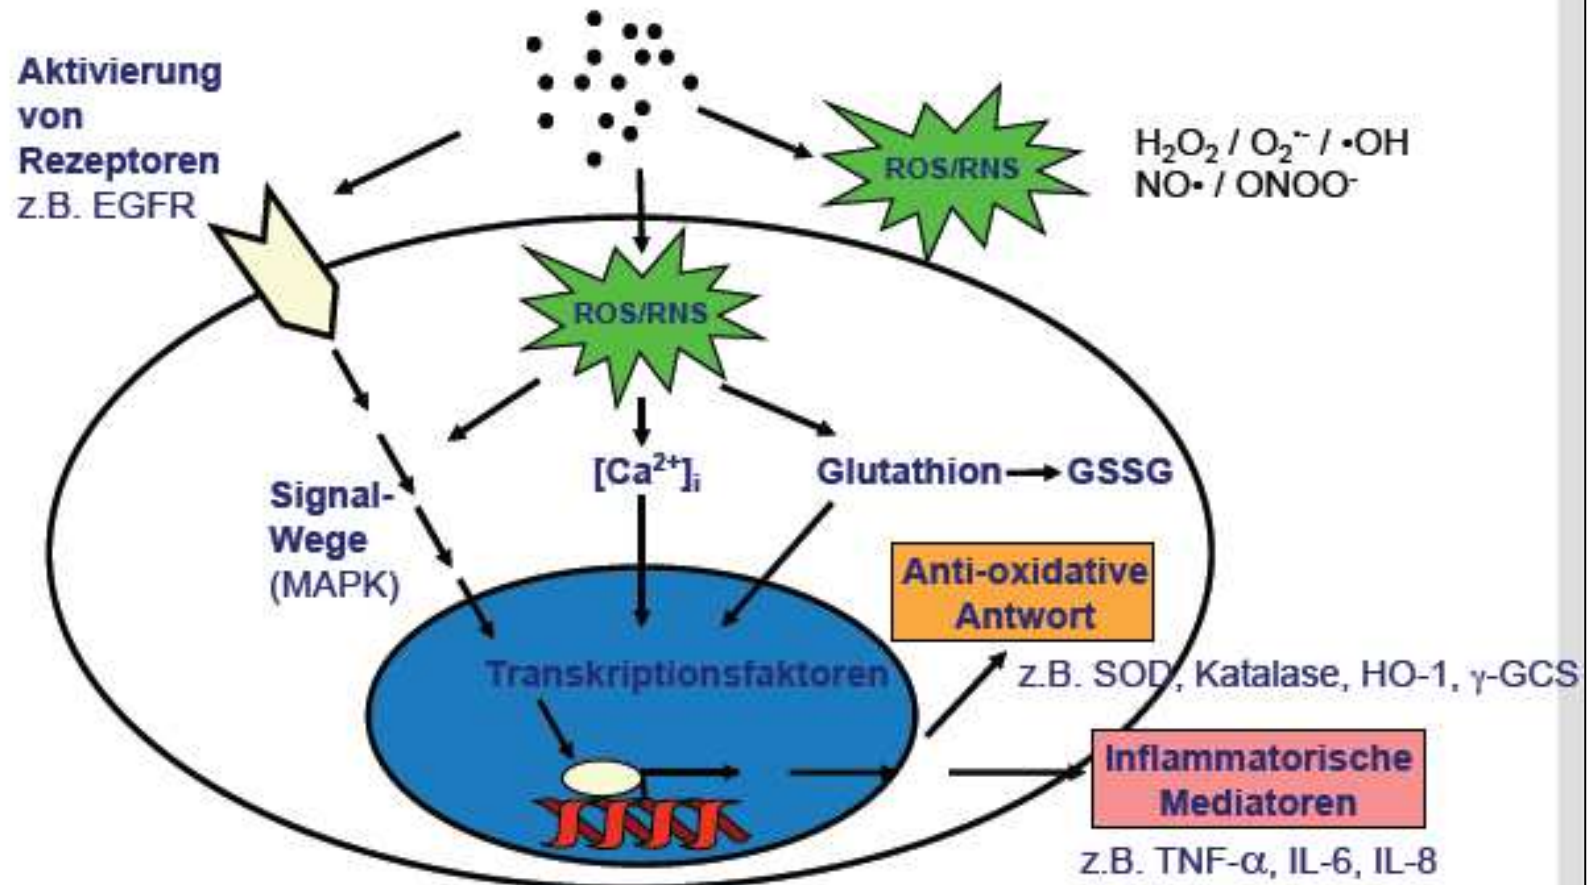 Aktivierung
von
Rezeptoren
z.B. EGFR
ROS/RNS
H₂O₂ / O₂•- / •OH
NO• / ONOO⁻
ROS/RNS
[Ca²⁺]ᵢ
Glutathion
GSSG
Signal-
Wege
(MAPK)
Anti-oxidative
Antwort
z.B. SOD, Katalase, HO-1, γ-GCS
Transkriptionsfaktoren
Inflammatorische
Mediatoren
z.B. TNF-α, IL-6, IL-8